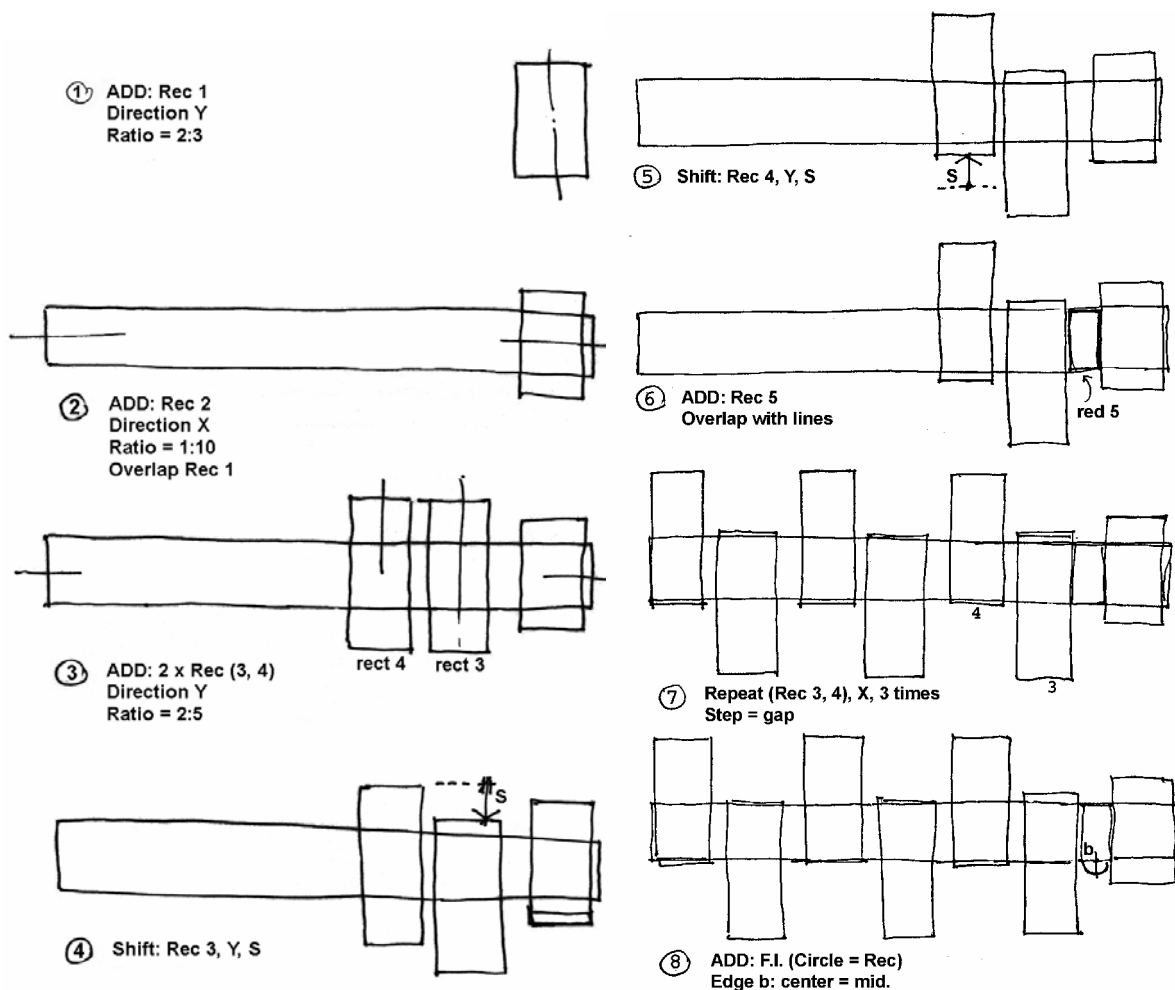 1 ADD: Rec 1
Direction Y
Ratio = 2:3
2 ADD: Rec 2
Direction X
Ratio = 1:10
Overlap Rec 1
rect 4 rect 3
3 ADD: 2 x Rec (3, 4)
Direction Y
Ratio = 2:5
S
4 Shift: Rec 3, Y, S
S
5 Shift: Rec 4, Y, S
6 ADD: Rec 5
Overlap with lines
red 5
4
3
7 Repeat (Rec 3, 4), X, 3 times
Step = gap
b
8 ADD: F.I. (Circle = Rec)
Edge b: center = mid.